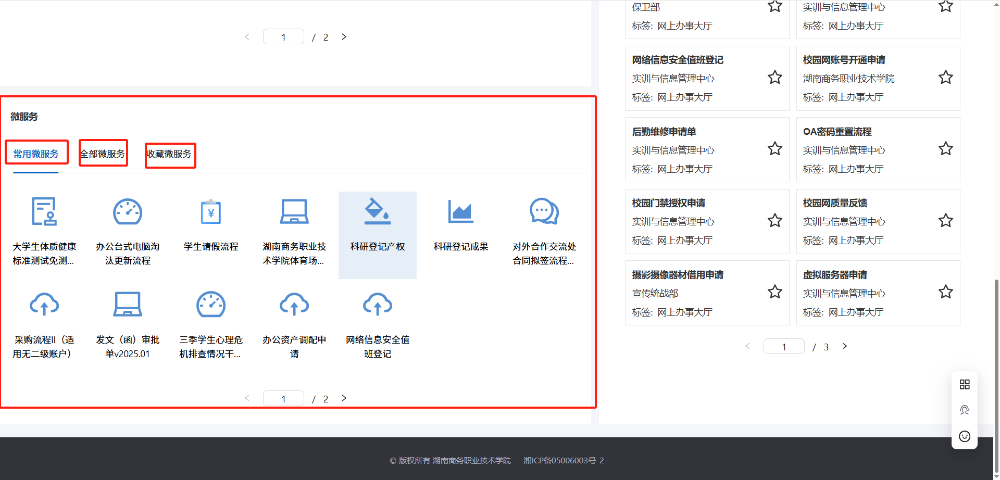 1 / 2
微服务
常用微服务 全部微服务 收藏微服务
大学生体质健康
标准测试免测...
办公台式电脑淘
汰更新流程
学生请假流程
湖南商务职业技
术学院体育场...
科研登记产权
科研登记成果
对外合作交流处
合同拟签流程...
采购流程II（适
用无二级账户）
发文（函）审批
单v2025.01
三季学生心理危
机排查情况干...
办公资产调配申
请
网络信息安全值
班登记
1 / 2
保卫部
标签: 网上办事大厅
实训与信息管理中心
标签: 网上办事大厅
网络信息安全值班登记
实训与信息管理中心
标签: 网上办事大厅
校园网账号开通申请
湖南商务职业技术学院
标签: 网上办事大厅
后勤维修申请单
实训与信息管理中心
标签: 网上办事大厅
OA密码重置流程
实训与信息管理中心
标签: 网上办事大厅
校园门禁授权申请
实训与信息管理中心
标签: 网上办事大厅
校园网质量反馈
实训与信息管理中心
标签: 网上办事大厅
摄影摄像器材借用申请
宣传统战部
标签: 网上办事大厅
虚拟服务器申请
实训与信息管理中心
标签: 网上办事大厅
1 / 3
© 版权所有 湖南商务职业技术学院 湘ICP备05006003号-2